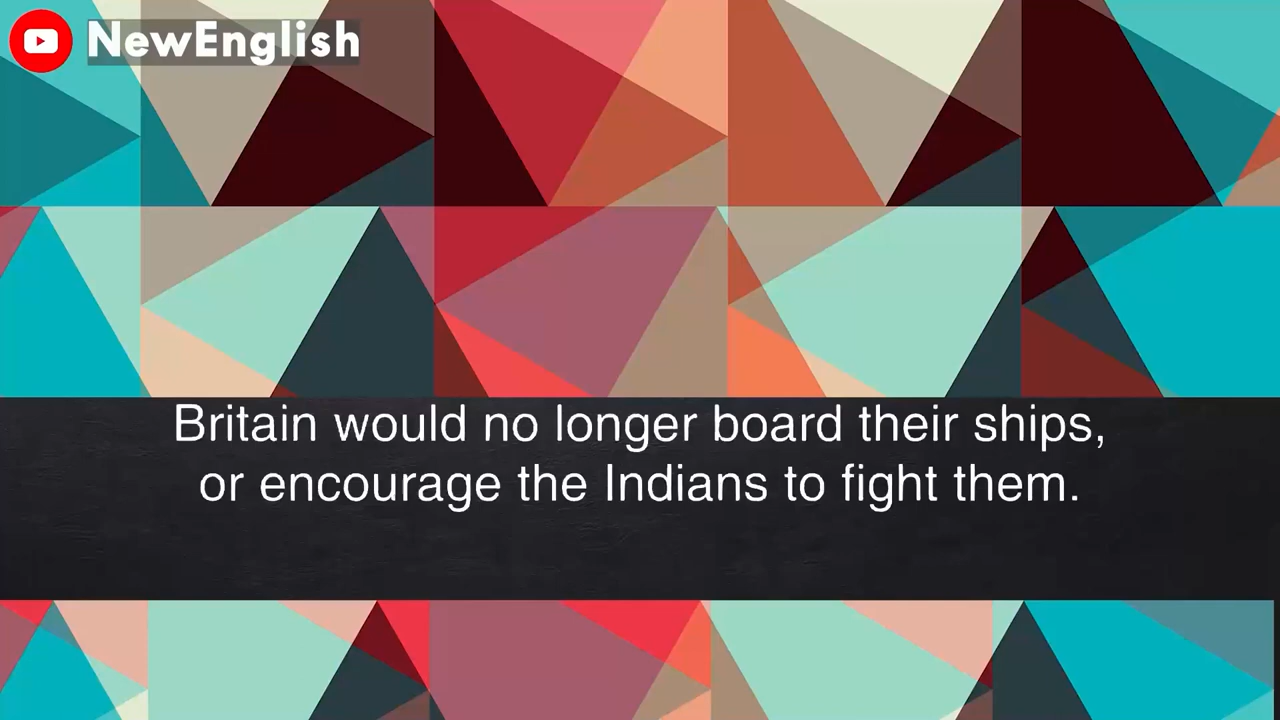 NewEnglish
Britain would no longer board their ships,
or encourage the Indians to fight them.